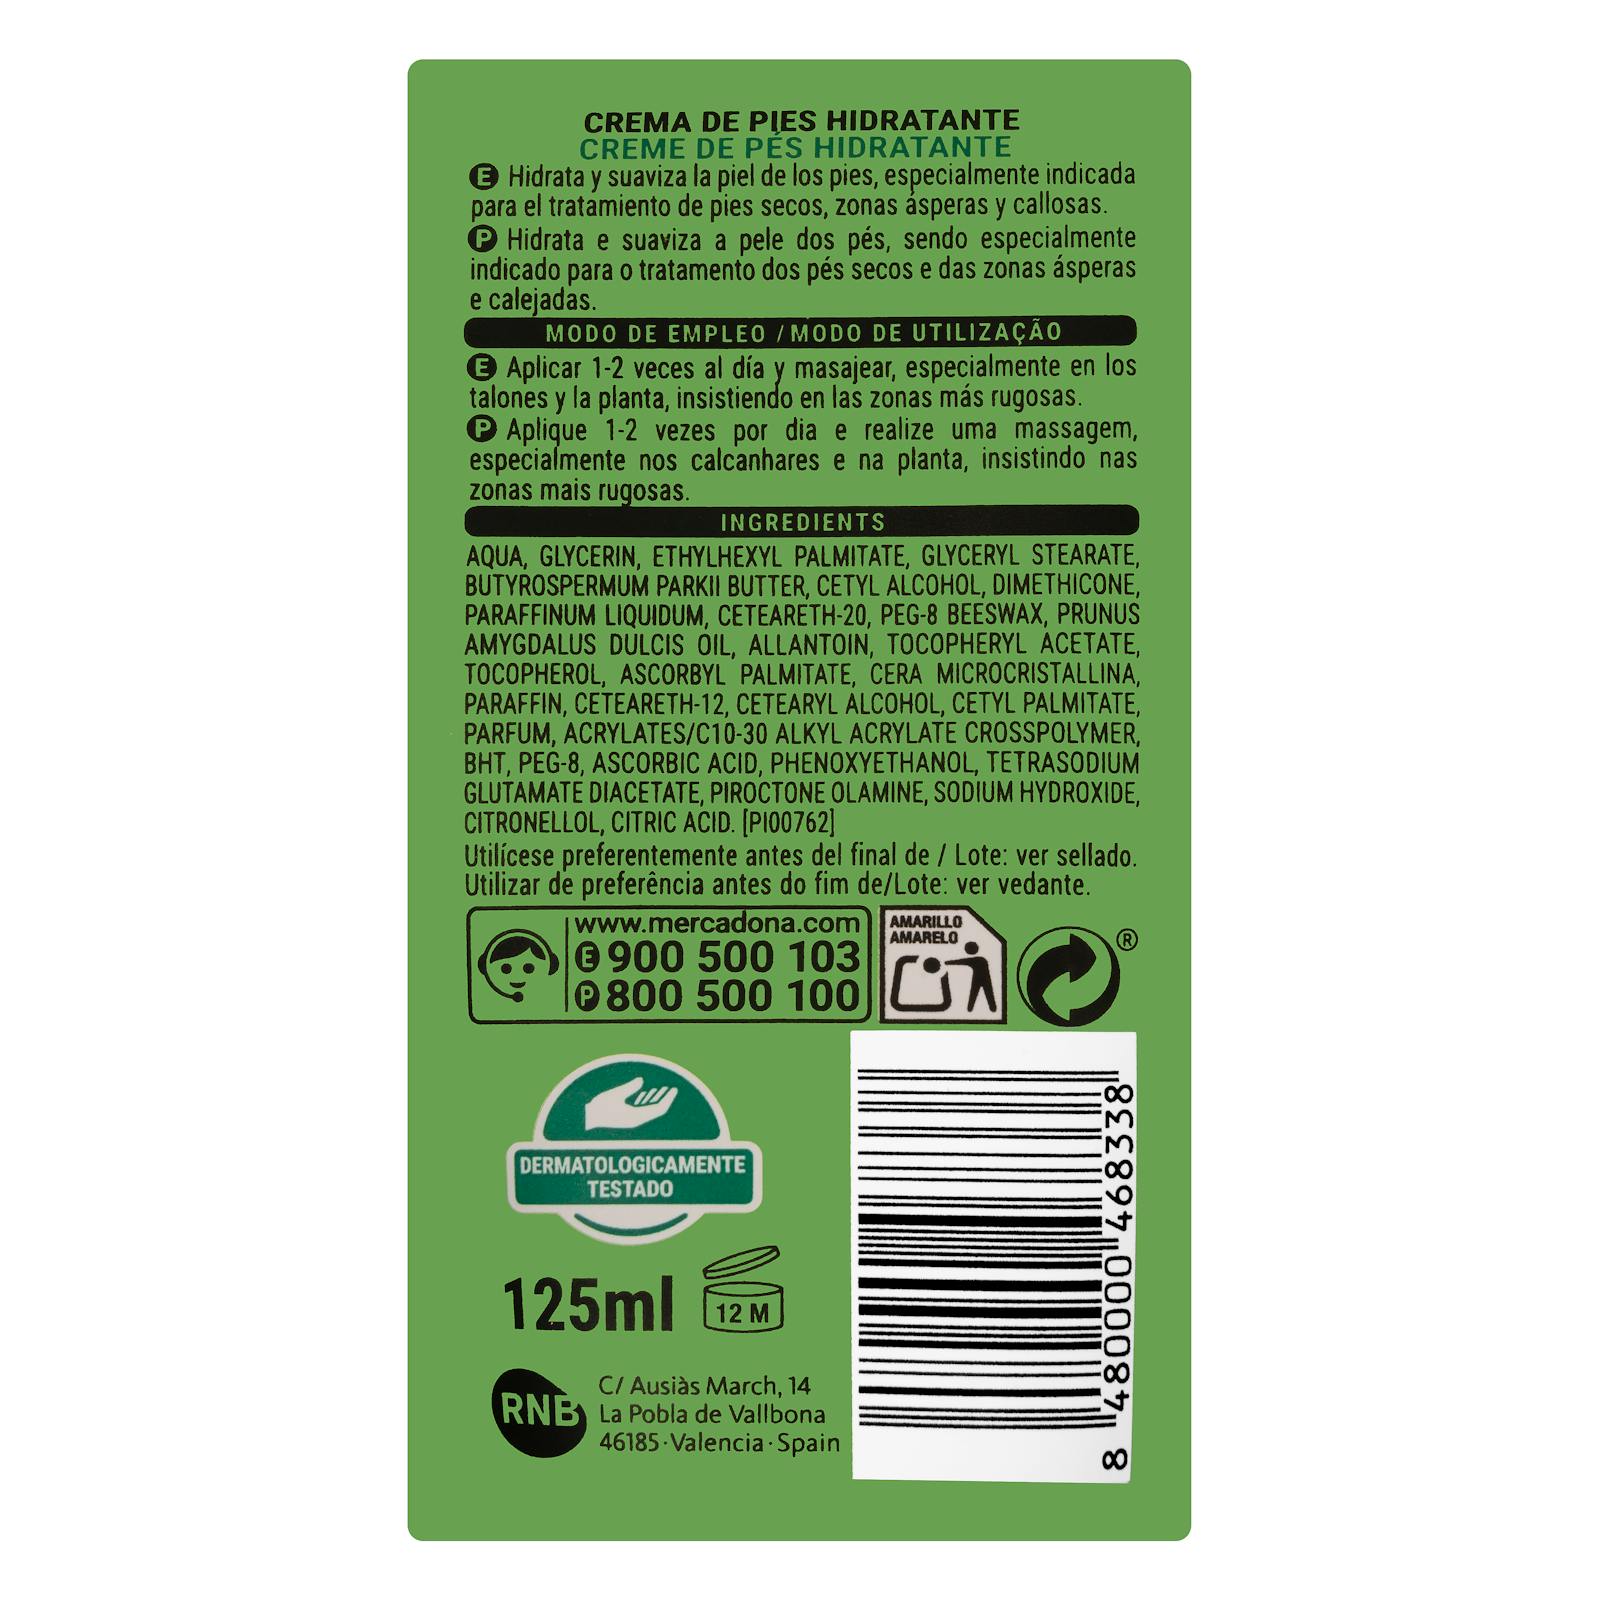 CREMA DE PIES HIDRATANTE
CREME DE PÉS HIDRATANTE
E Hidrata y suaviza la piel de los pies, especialmente indicada
para el tratamiento de pies secos, zonas ásperas y callosas.
P Hidrata e suaviza a pele dos pés, sendo especialmente
indicado para o tratamento dos pés secos e das zonas ásperas
e calejadas.
MODO DE EMPLEO / MODO DE UTILIZAÇÃO
E Aplicar 1-2 veces al día y masajear, especialmente en los
talones y la planta, insistiendo en las zonas más rugosas.
P Aplique 1-2 vezes por dia e realize uma massagem,
especialmente nos calcanhares e na planta, insistindo nas
zonas mais rugosas.
INGREDIENTS
AQUA, GLYCERIN, ETHYLHEXYL PALMITATE, GLYCERYL STEARATE,
BUTYROSPERMUM PARKII BUTTER, CETYL ALCOHOL, DIMETHICONE,
PARAFFINUM LIQUIDUM, CETEARETH-20, PEG-8 BEESWAX, PRUNUS
AMYGDALUS DULCIS OIL, ALLANTOIN, TOCOPHERYL ACETATE,
TOCOPHEROL, ASCORBYL PALMITATE, CERA MICROCRISTALLINA,
PARAFFIN, CETEARETH-12, CETEARYL ALCOHOL, CETYL PALMITATE,
PARFUM, ACRYLATES/C10-30 ALKYL ACRYLATE CROSSPOLYMER,
BHT, PEG-8, ASCORBIC ACID, PHENOXYETHANOL, TETRASODIUM
GLUTAMATE DIACETATE, PIROCTONE OLAMINE, SODIUM HYDROXIDE,
CITRONELLOL, CITRIC ACID. [PI00762]
Utilícese preferentemente antes del final de / Lote: ver sellado.
Utilizar de preferência antes do fim de/Lote: ver vedante.
www.mercadona.com
E 900 500 103
P 800 500 100
AMARILLO
AMARELO
®
DERMATOLOGICAMENTE
TESTADO
125ml
12 M
RNB
C/ Ausiàs March, 14
La Pobla de Vallbona
46185·Valencia·Spain
8 480000 468338